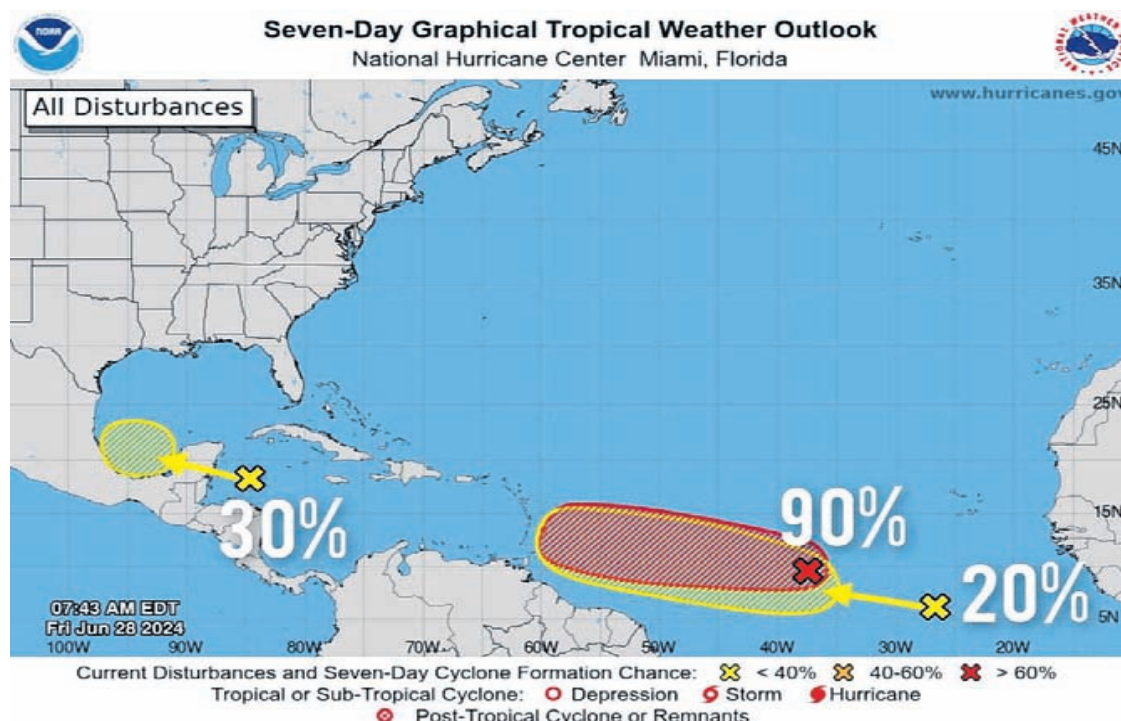 NOAA
Seven-Day Graphical Tropical Weather Outlook
National Hurricane Center Miami, Florida
All Disturbances
www.hurricanes.gov
45N
35N
25N
15N
5N
30%
90%
20%
07:43 AM EDT
Fri Jun 28 2024
100W 90W 80W 70W 60W 50W 40W 30W 20W
Current Disturbances and Seven-Day Cyclone Formation Chance: < 40% 40-60% > 60%
Tropical or Sub-Tropical Cyclone: Depression Storm Hurricane
Post-Tropical Cyclone or Remnants